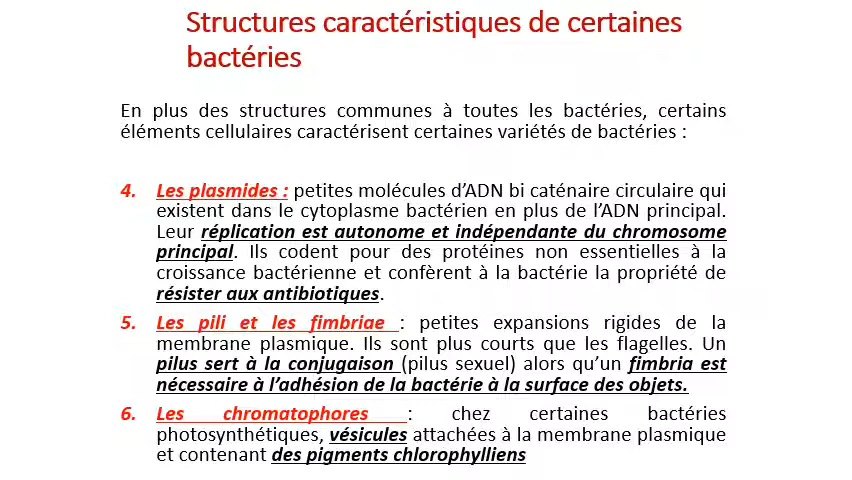 Structures caractéristiques de certaines
bactéries
En plus des structures communes à toutes les bactéries, certains
éléments cellulaires caractérisent certaines variétés de bactéries :
4. Les plasmides : petites molécules d’ADN bi caténaire circulaire qui
existent dans le cytoplasme bactérien en plus de l’ADN principal.
Leur réplication est autonome et indépendante du chromosome
principal. Ils codent pour des protéines non essentielles à la
croissance bactérienne et confèrent à la bactérie la propriété de
résister aux antibiotiques.
5. Les pili et les fimbriae : petites expansions rigides de la
membrane plasmique. Ils sont plus courts que les flagelles. Un
pilus sert à la conjugaison (pilus sexuel) alors qu’un fimbria est
nécessaire à l’adhésion de la bactérie à la surface des objets.
6. Les chromatophores : chez certaines bactéries
photosynthétiques, vésicules attachées à la membrane plasmique
et contenant des pigments chlorophylliens